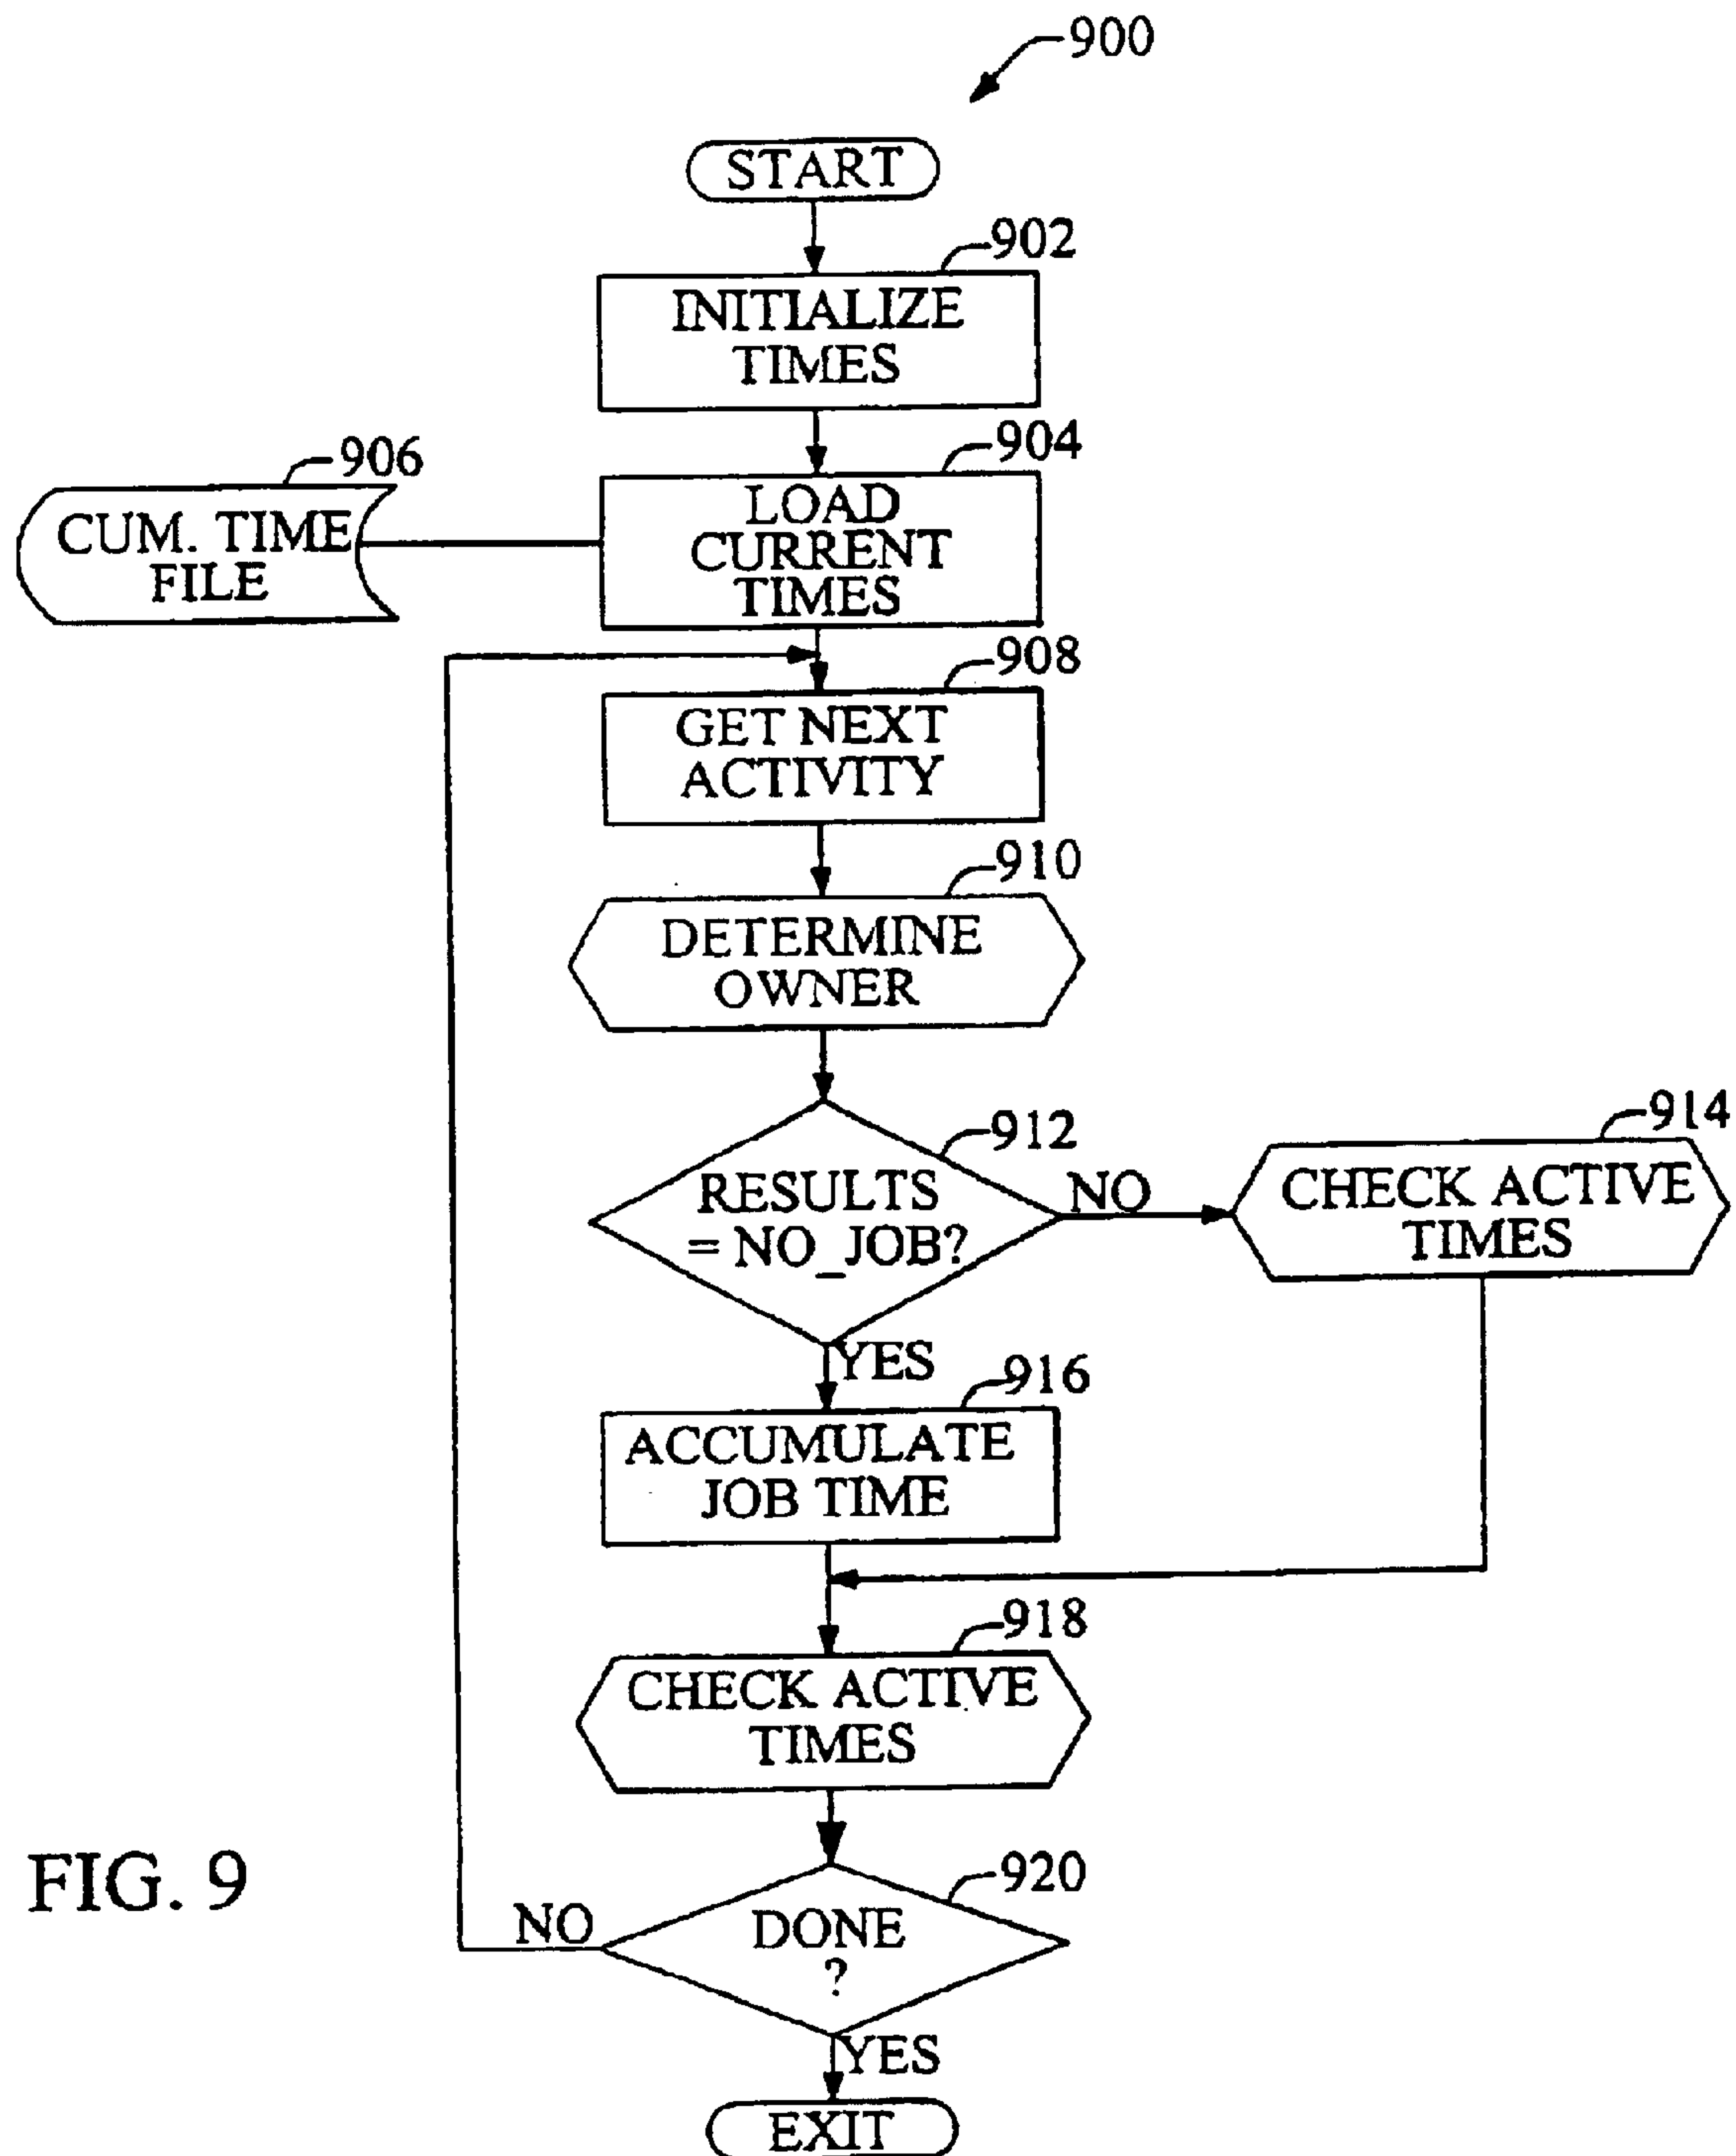 900
START
902
INITIALIZE
TIMES
904
LOAD
CURRENT
TIMES
906
CUM. TIME
FILE
908
GET NEXT
ACTIVITY
910
DETERMINE
OWNER
912
RESULTS
= NO_JOB?
NO
914
CHECK ACTIVE
TIMES
YES
916
ACCUMULATE
JOB TIME
918
CHECK ACTIVE
TIMES
920
DONE
?
NO
YES
EXIT
FIG. 9